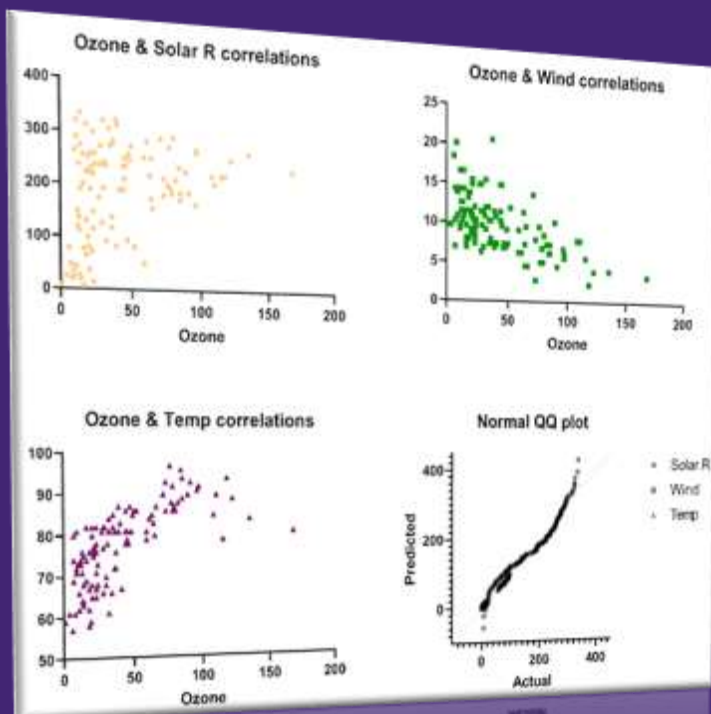 Ozone & Solar R correlations
400
300
200
100
0
0 50 100 150 200
Ozone
Ozone & Wind correlations
25
20
15
10
5
0
0 50 100 150 200
Ozone
Ozone & Temp correlations
100
90
80
70
60
50
0 50 100 150 200
Ozone
Normal QQ plot
Predicted
400
200
0
0 200 400
Actual
Solar R
Wind
Temp